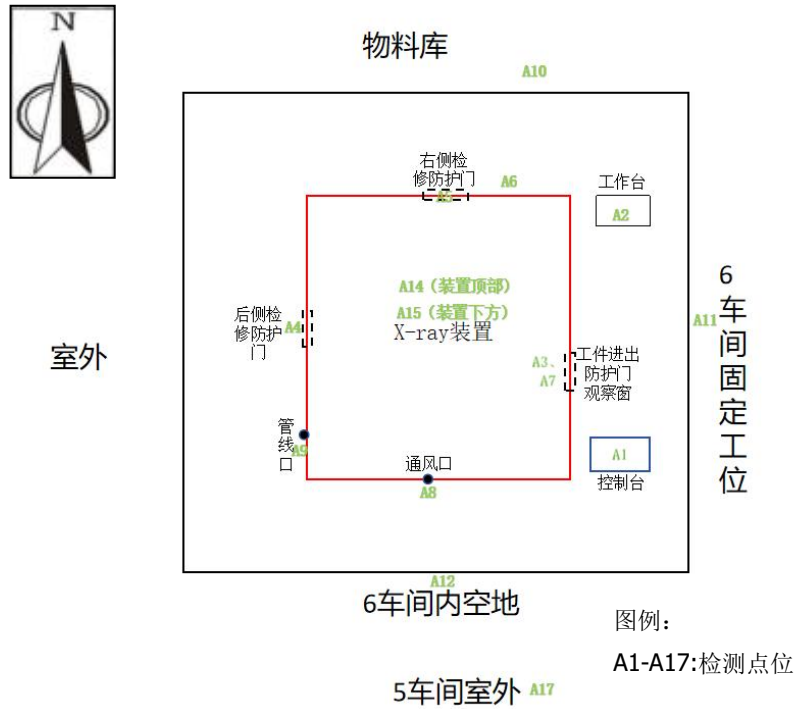 N
物料库
A10
右侧检
修防护门
A5
A6
工作台
A2
A14（装置顶部）
A15（装置下方）
X-ray装置
后侧检
修防护
门
A4
室外
A3、
A7
工件进出
防护门
观察窗
A11
6
车
间
固
定
工
位
管
线
口
A9
通风口
A8
A1
控制台
A12
6车间内空地
图例：
A1-A17:检测点位
5车间室外
A17